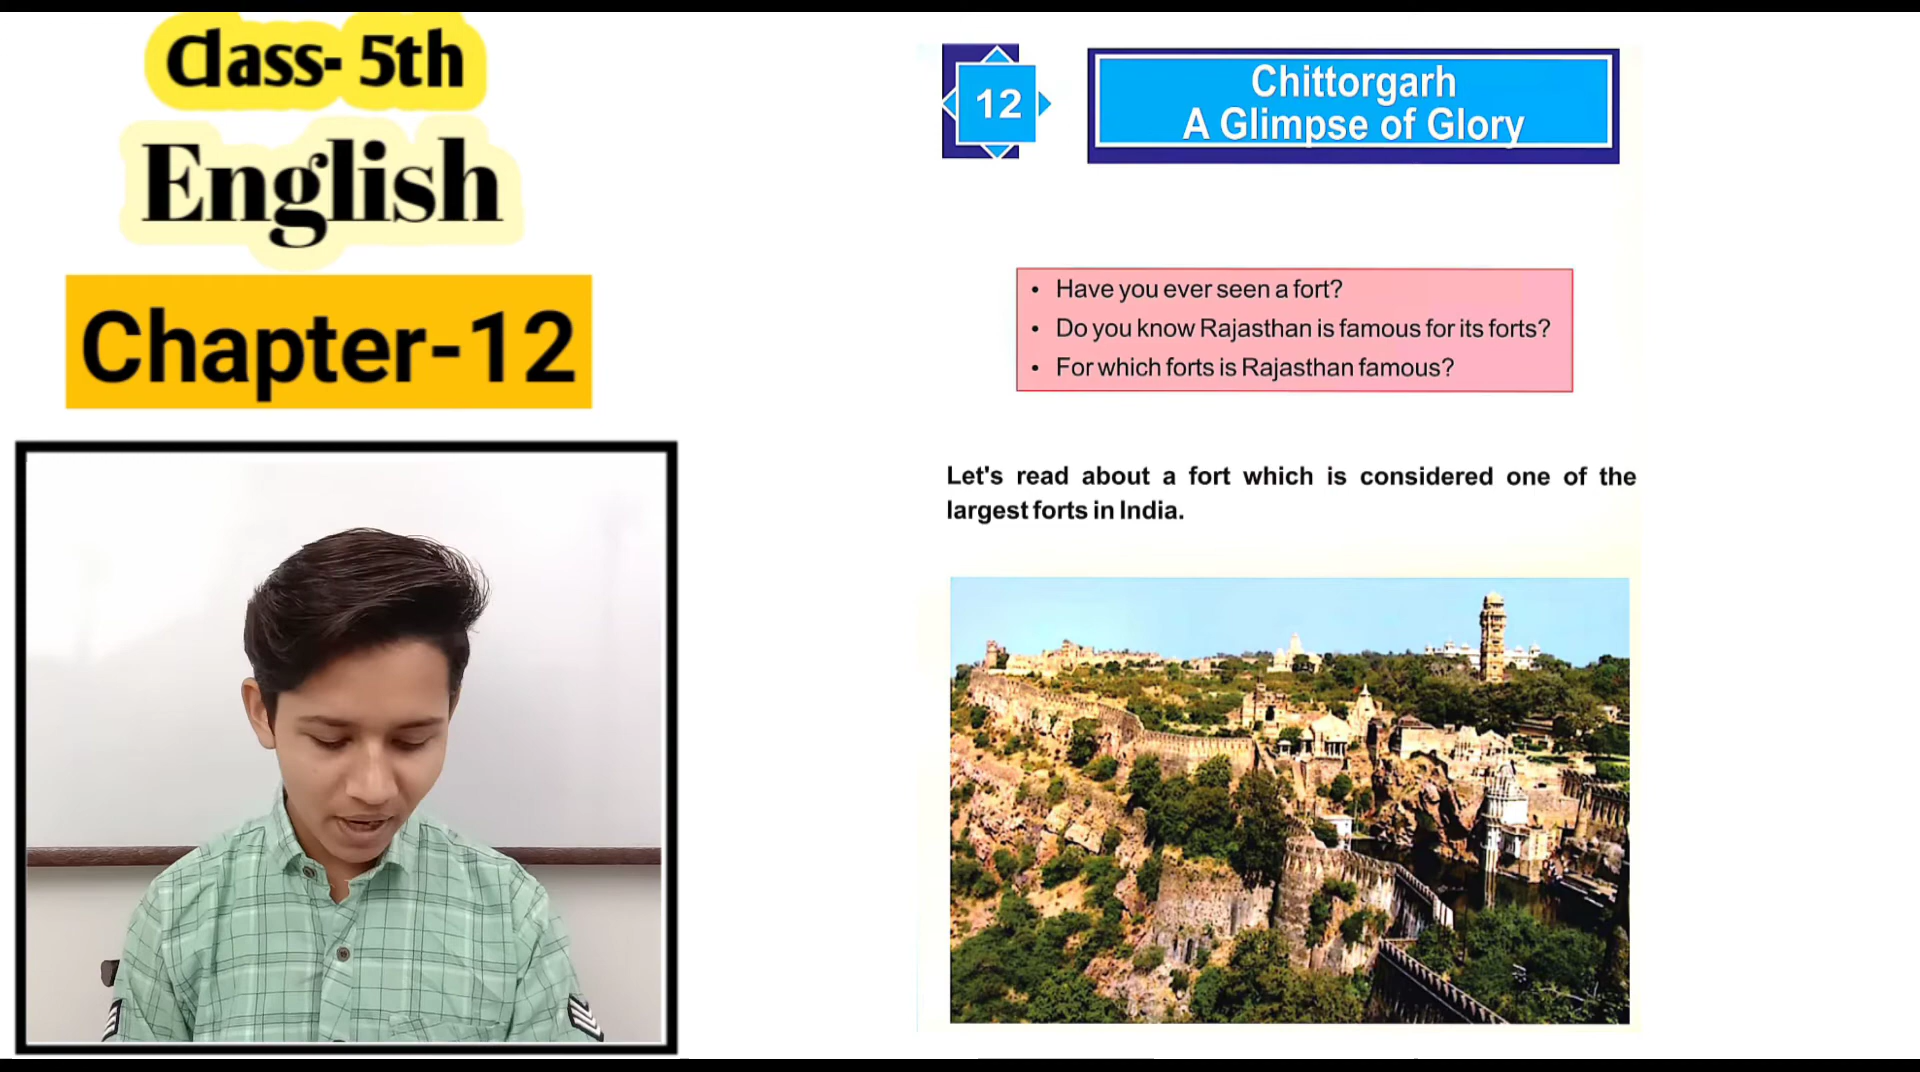 Class- 5th
English
Chapter-12
12
Chittorgarh
A Glimpse of Glory
• Have you ever seen a fort?
• Do you know Rajasthan is famous for its forts?
• For which forts is Rajasthan famous?
Let's read about a fort which is considered one of the
largest forts in India.